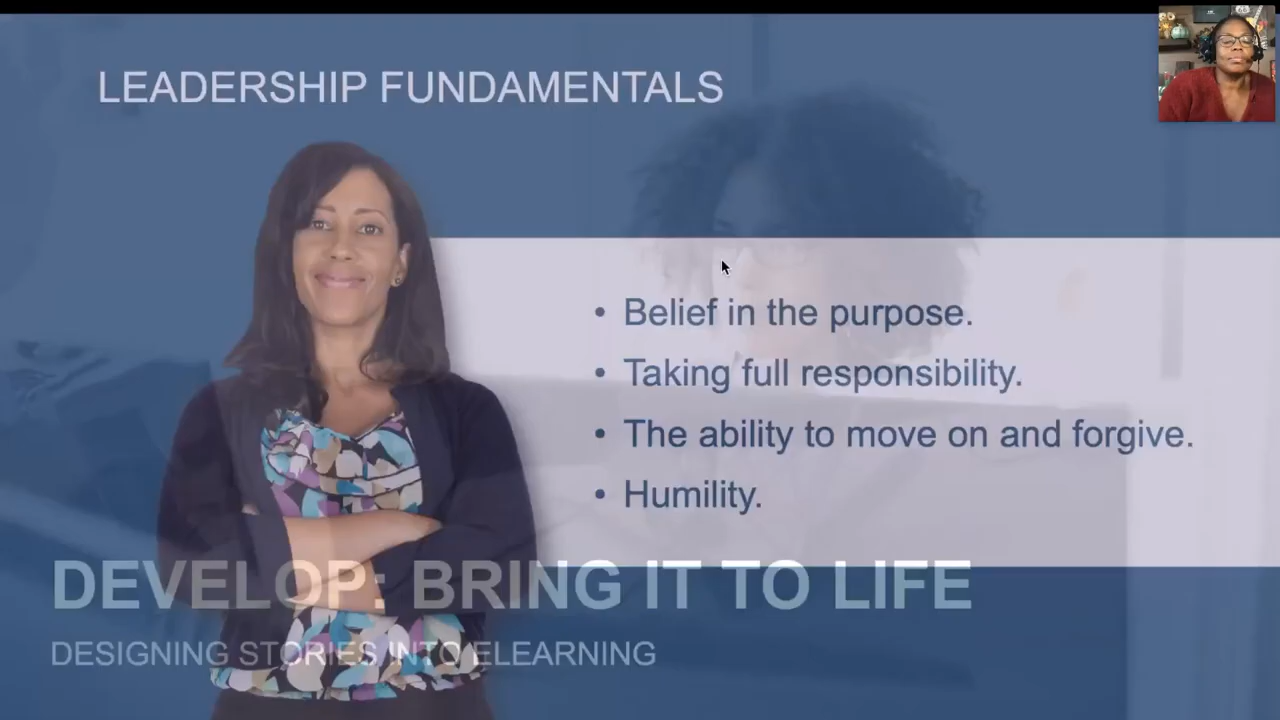 LEADERSHIP FUNDAMENTALS
• Belief in the purpose.
• Taking full responsibility.
• The ability to move on and forgive.
• Humility.
DEVELOP: BRING IT TO LIFE
DESIGNING STORIES INTO ELEARNING